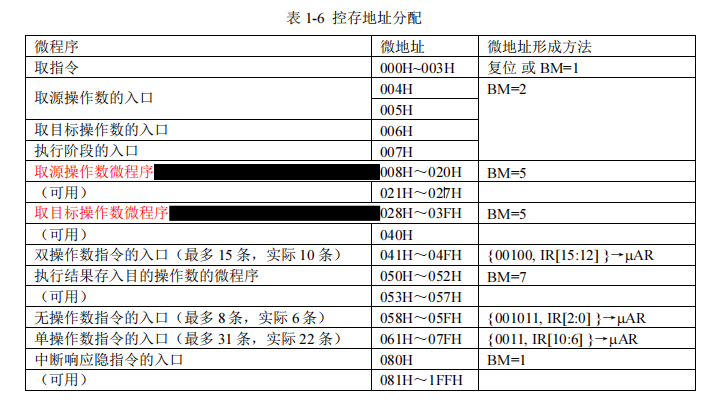 表 1-6 控存地址分配
微程序 微地址 微地址形成方法
取指令 000H~003H 复位 或 BM=1
取源操作数的入口 004H BM=2
005H
取目标操作数的入口 006H
执行阶段的入口 007H
取源操作数微程序 008H～020H BM=5
（可用） 021H～027H
取目标操作数微程序 028H～03FH BM=5
（可用） 040H
双操作数指令的入口（最多 15 条，实际 10 条） 041H～04FH {00100, IR[15:12] }→μAR
执行结果存入目的操作数的微程序 050H～052H BM=7
（可用） 053H～057H
无操作数指令的入口（最多 8 条，实际 6 条） 058H～05FH {001011, IR[2:0] }→μAR
单操作数指令的入口（最多 31 条，实际 22 条） 061H～07FH {0011, IR[10:6] }→μAR
中断响应隐指令的入口 080H BM=1
（可用） 081H～1FFH